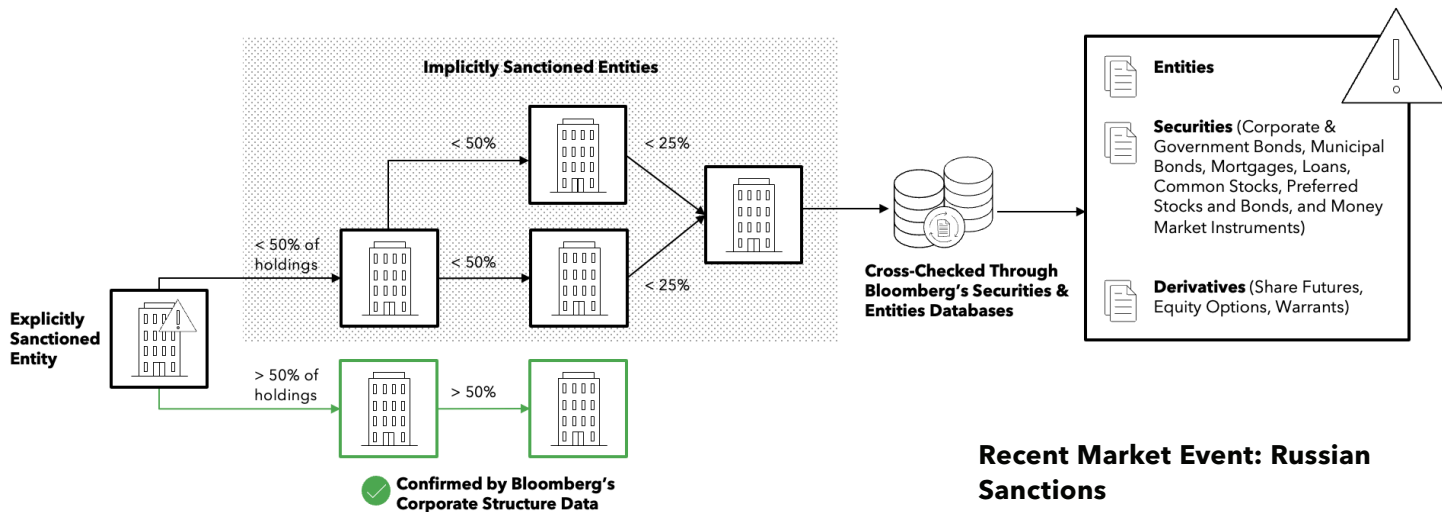 Implicitly Sanctioned Entities
< 50%
< 25%
< 50% of
holdings
< 50%
< 25%
Explicitly
Sanctioned
Entity
> 50% of
holdings
> 50%
Confirmed by Bloomberg’s
Corporate Structure Data
Cross-Checked Through
Bloomberg’s Securities &
Entities Databases
Entities
Securities (Corporate &
Government Bonds, Municipal
Bonds, Mortgages, Loans,
Common Stocks, Preferred
Stocks and Bonds, and Money
Market Instruments)
Derivatives (Share Futures,
Equity Options, Warrants)
Recent Market Event: Russian
Sanctions